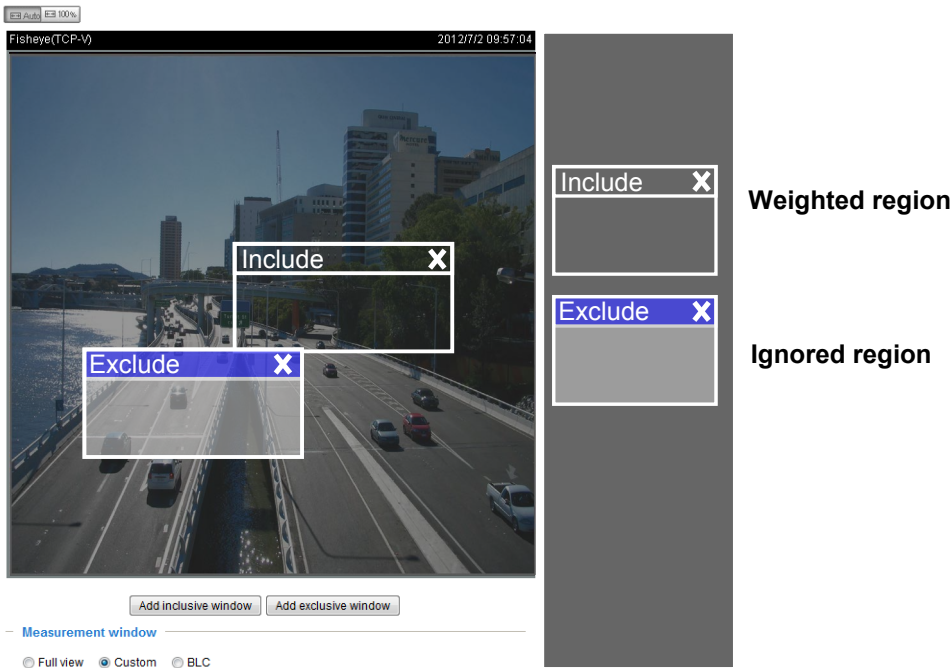 Auto 100%
Fisheye(TCP-V) 2012/7/2 09:57:04
Include
Exclude
Include
Weighted region
Exclude
Ignored region
Add inclusive window Add exclusive window
Measurement window
Full view Custom BLC